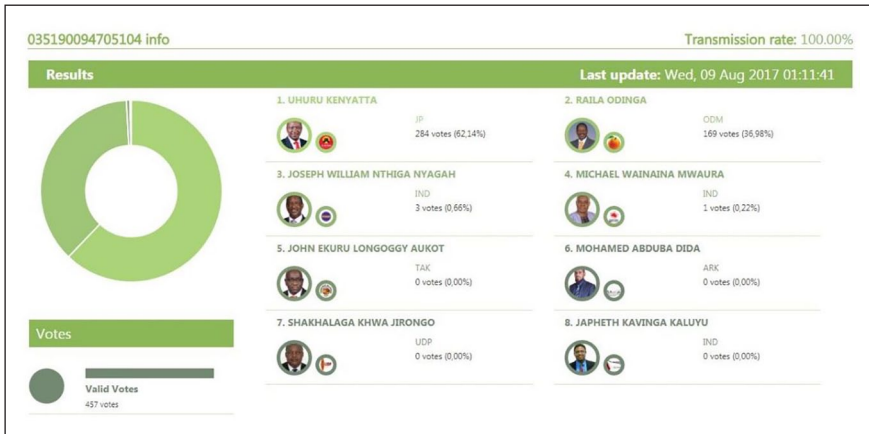 035190094705104 info
Transmission rate: 100.00%
Results
Last update: Wed, 09 Aug 2017 01:11:41
1. UHURU KENYATTA
JP
284 votes (62,14%)
2. RAILA ODINGA
ODM
169 votes (36,98%)
3. JOSEPH WILLIAM NTHIGA NYAGAH
IND
3 votes (0,66%)
4. MICHAEL WAINAINA MWAURA
IND
1 votes (0,22%)
5. JOHN EKURU LONGOGGY AUKOT
TAK
0 votes (0,00%)
6. MOHAMED ABDUBA DIDA
ARK
0 votes (0,00%)
7. SHAKHALAGA KHWA JIRONGO
UDP
0 votes (0,00%)
8. JAPHETH KAVINGA KALUYU
IND
0 votes (0,00%)
Votes
Valid Votes
457 votes